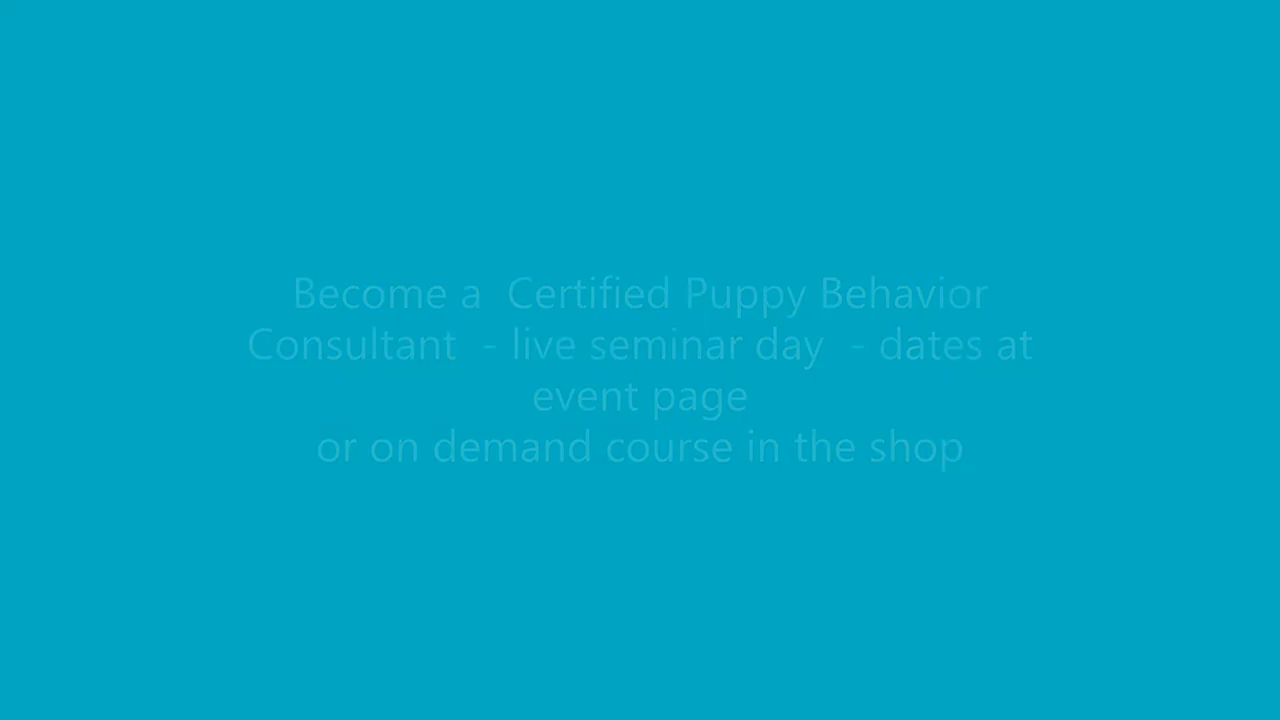 Become a  Certified Puppy Behavior
Consultant  - live seminar day  - dates at
event page
or on demand course in the shop